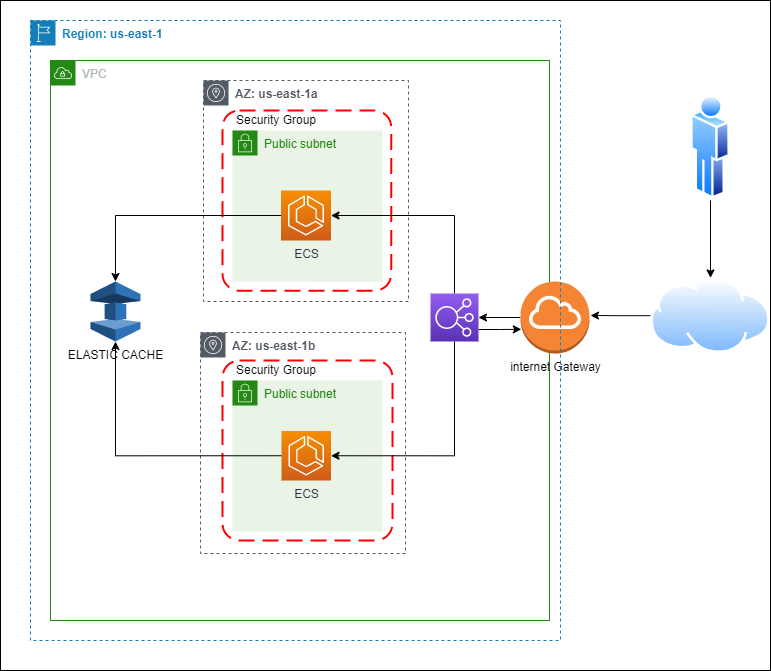 Region: us-east-1
VPC
AZ: us-east-1a
Security Group
Public subnet
ECS
ELASTIC CACHE
internet Gateway
AZ: us-east-1b
Security Group
Public subnet
ECS